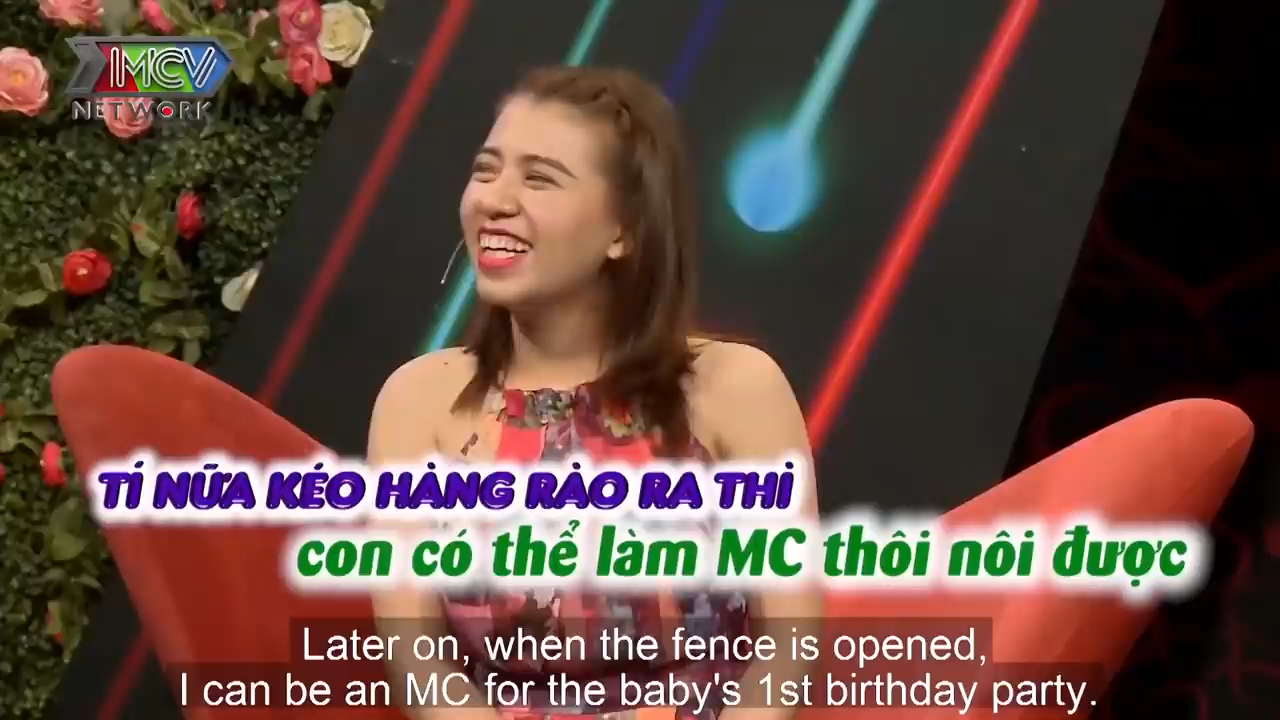 MCV
NETWORK
TÍ NỮA KÉO HÀNG RÀO RA THÌ
con có thể làm MC thôi nôi được
Later on, when the fence is opened,
I can be an MC for the baby's 1st birthday party.